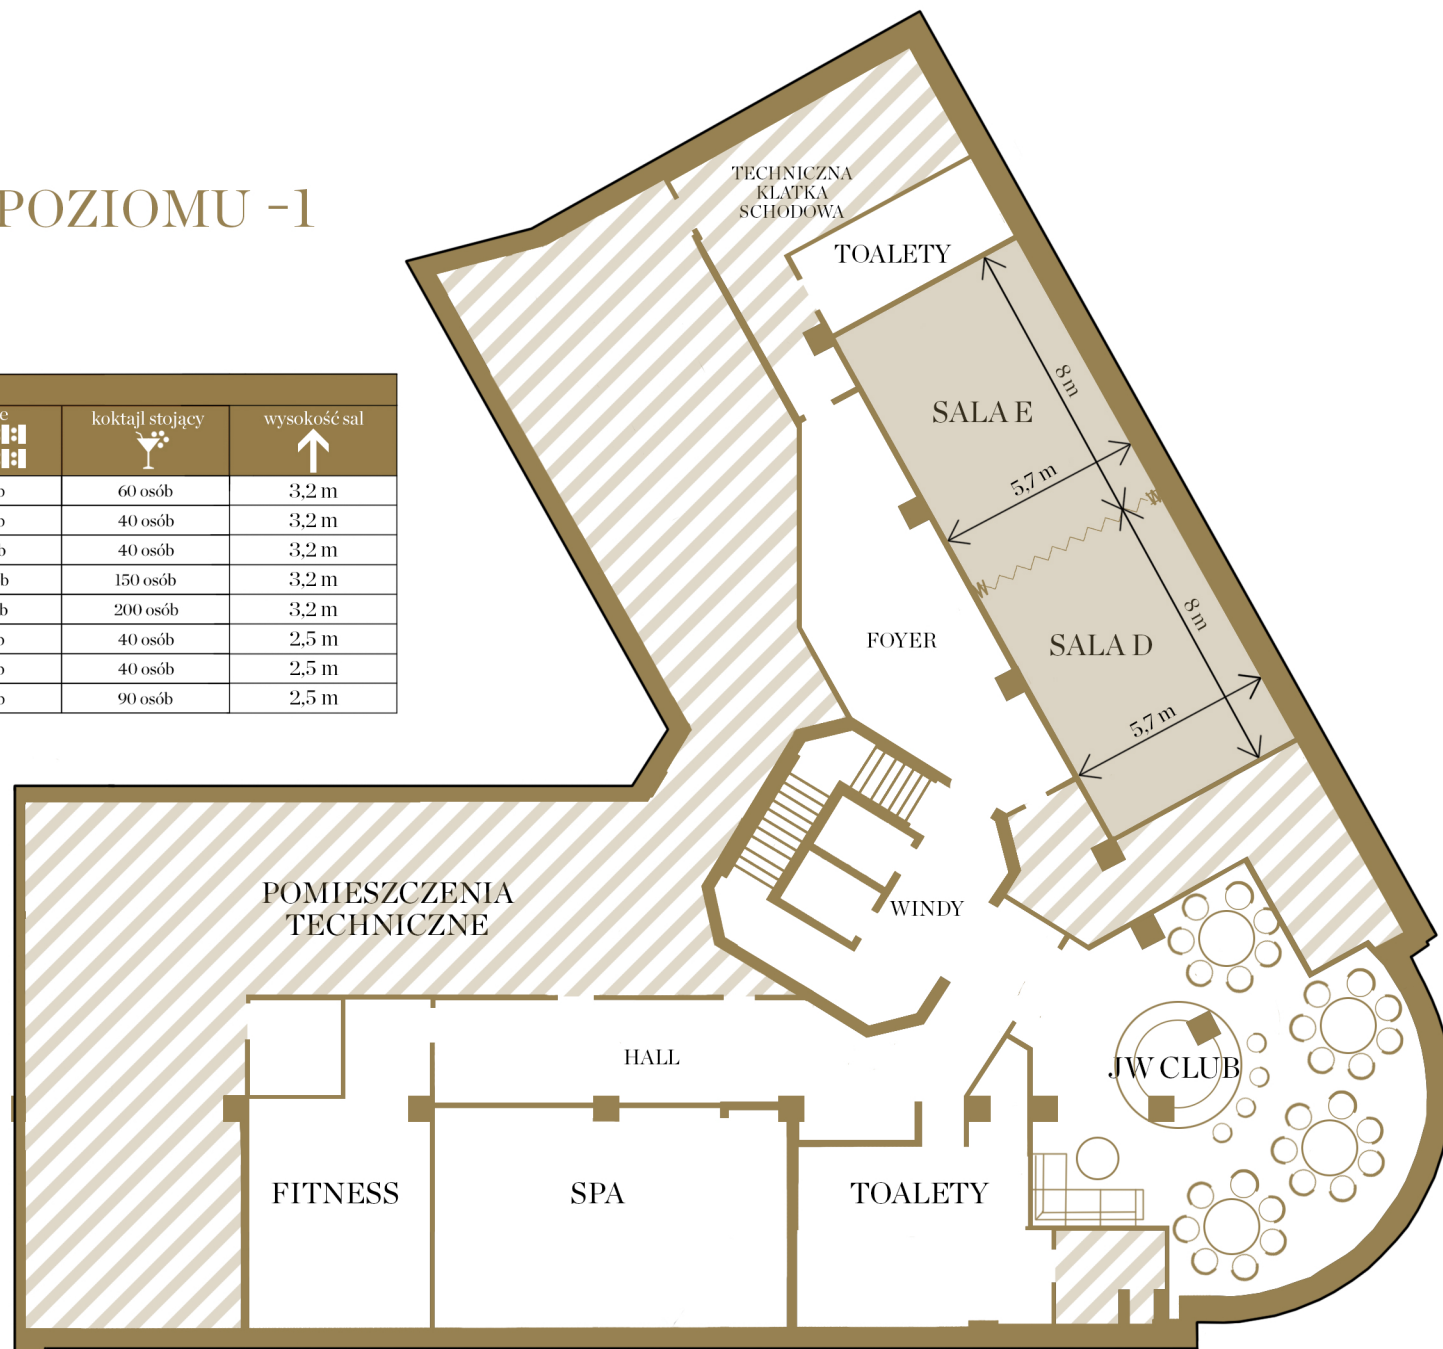 POZIOMU -1
koktajl stojący
wysokość sal
60 osób
3,2 m
40 osób
3,2 m
40 osób
3,2 m
150 osób
3,2 m
200 osób
3,2 m
40 osób
2,5 m
40 osób
2,5 m
90 osób
2,5 m
TECHNICZNA
KLATKA
SCHODOWA
TOALETY
8 m
SALA E
5,7 m
8 m
FOYER
SALA D
5,7 m
POMIESZCZENIA
TECHNICZNE
WINDY
HALL
JW CLUB
FITNESS
SPA
TOALETY